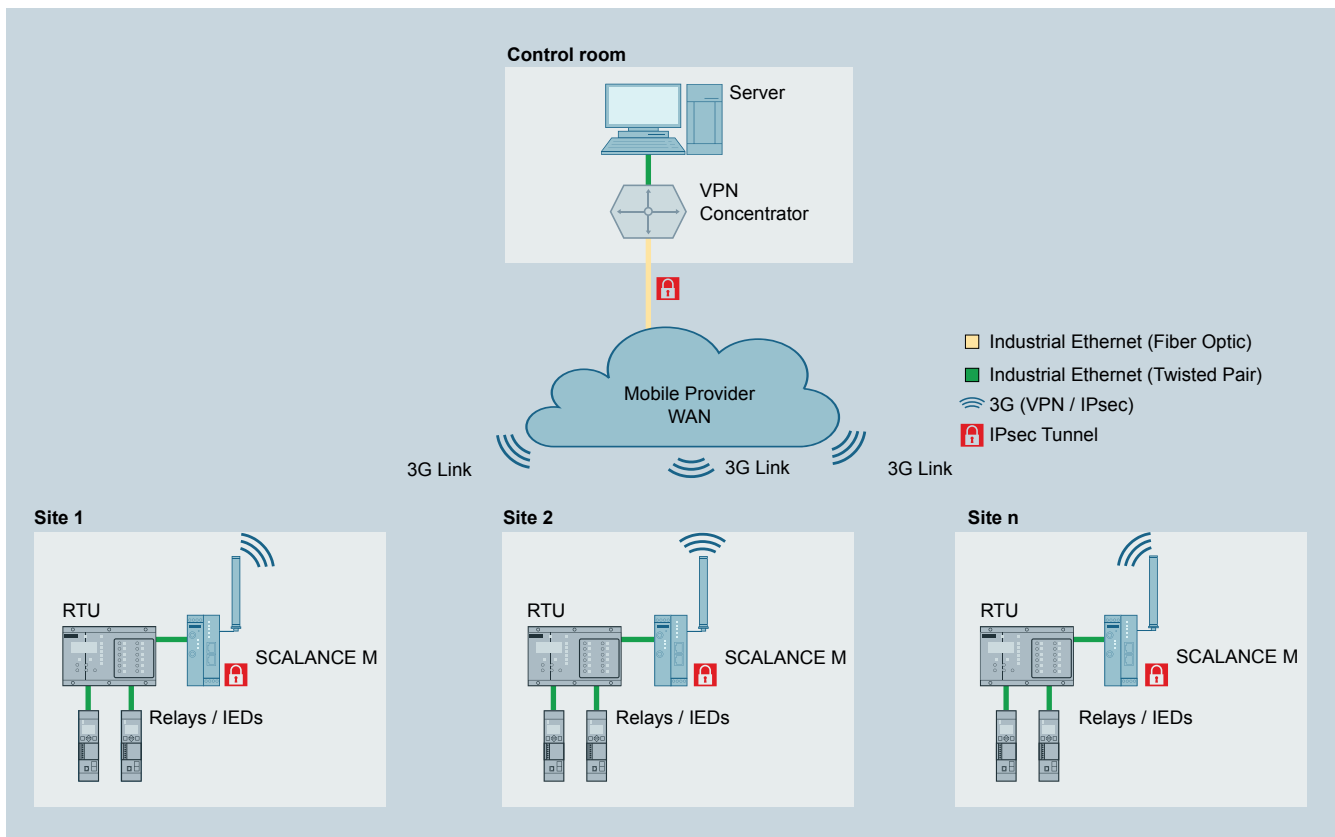 Control room
Server
VPN
Concentrator
Industrial Ethernet (Fiber Optic)
Industrial Ethernet (Twisted Pair)
3G (VPN / IPsec)
IPsec Tunnel
Mobile Provider
WAN
3G Link
3G Link
3G Link
Site 1
RTU
SCALANCE M
Relays / IEDs
Site 2
RTU
SCALANCE M
Relays / IEDs
Site n
RTU
SCALANCE M
Relays / IEDs